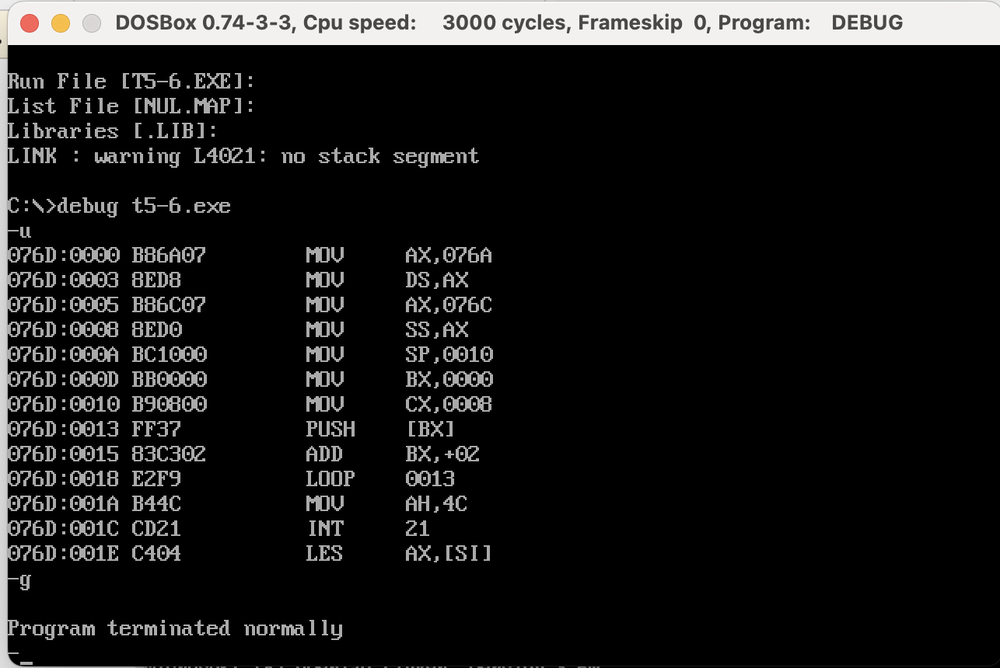 DOSBox 0.74-3-3, Cpu speed: 3000 cycles, Frameskip 0, Program: DEBUG
Run File [T5-6.EXE]:
List File [NUL.MAP]:
Libraries [.LIB]:
LINK : warning L4021: no stack segment
C:\>debug t5-6.exe
-u
076D:0000 B86A07 MOV AX,076A
076D:0003 8ED8 MOV DS,AX
076D:0005 B86C07 MOV AX,076C
076D:0008 8ED0 MOV SS,AX
076D:000A BC1000 MOV SP,0010
076D:000D BB0000 MOV BX,0000
076D:0010 B90800 MOV CX,0008
076D:0013 FF37 PUSH [BX]
076D:0015 83C302 ADD BX,+02
076D:0018 E2F9 LOOP 0013
076D:001A B44C MOV AH,4C
076D:001C CD21 INT 21
076D:001E C404 LES AX,[SI]
-g
Program terminated normally
-_